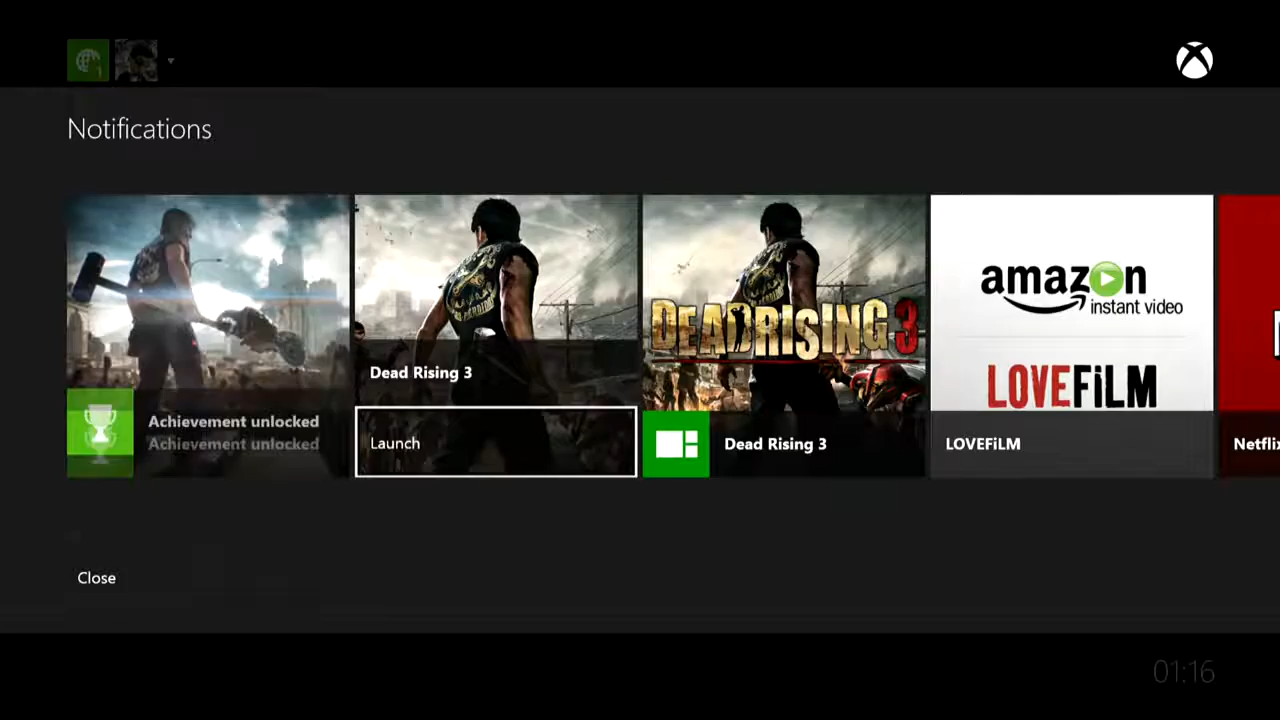 Notifications
Achievement unlocked
Achievement unlocked
Dead Rising 3
Launch
DEADRISING 3
Dead Rising 3
amazon
instant video
LOVEFiLM
LOVEFiLM
Close
01:16